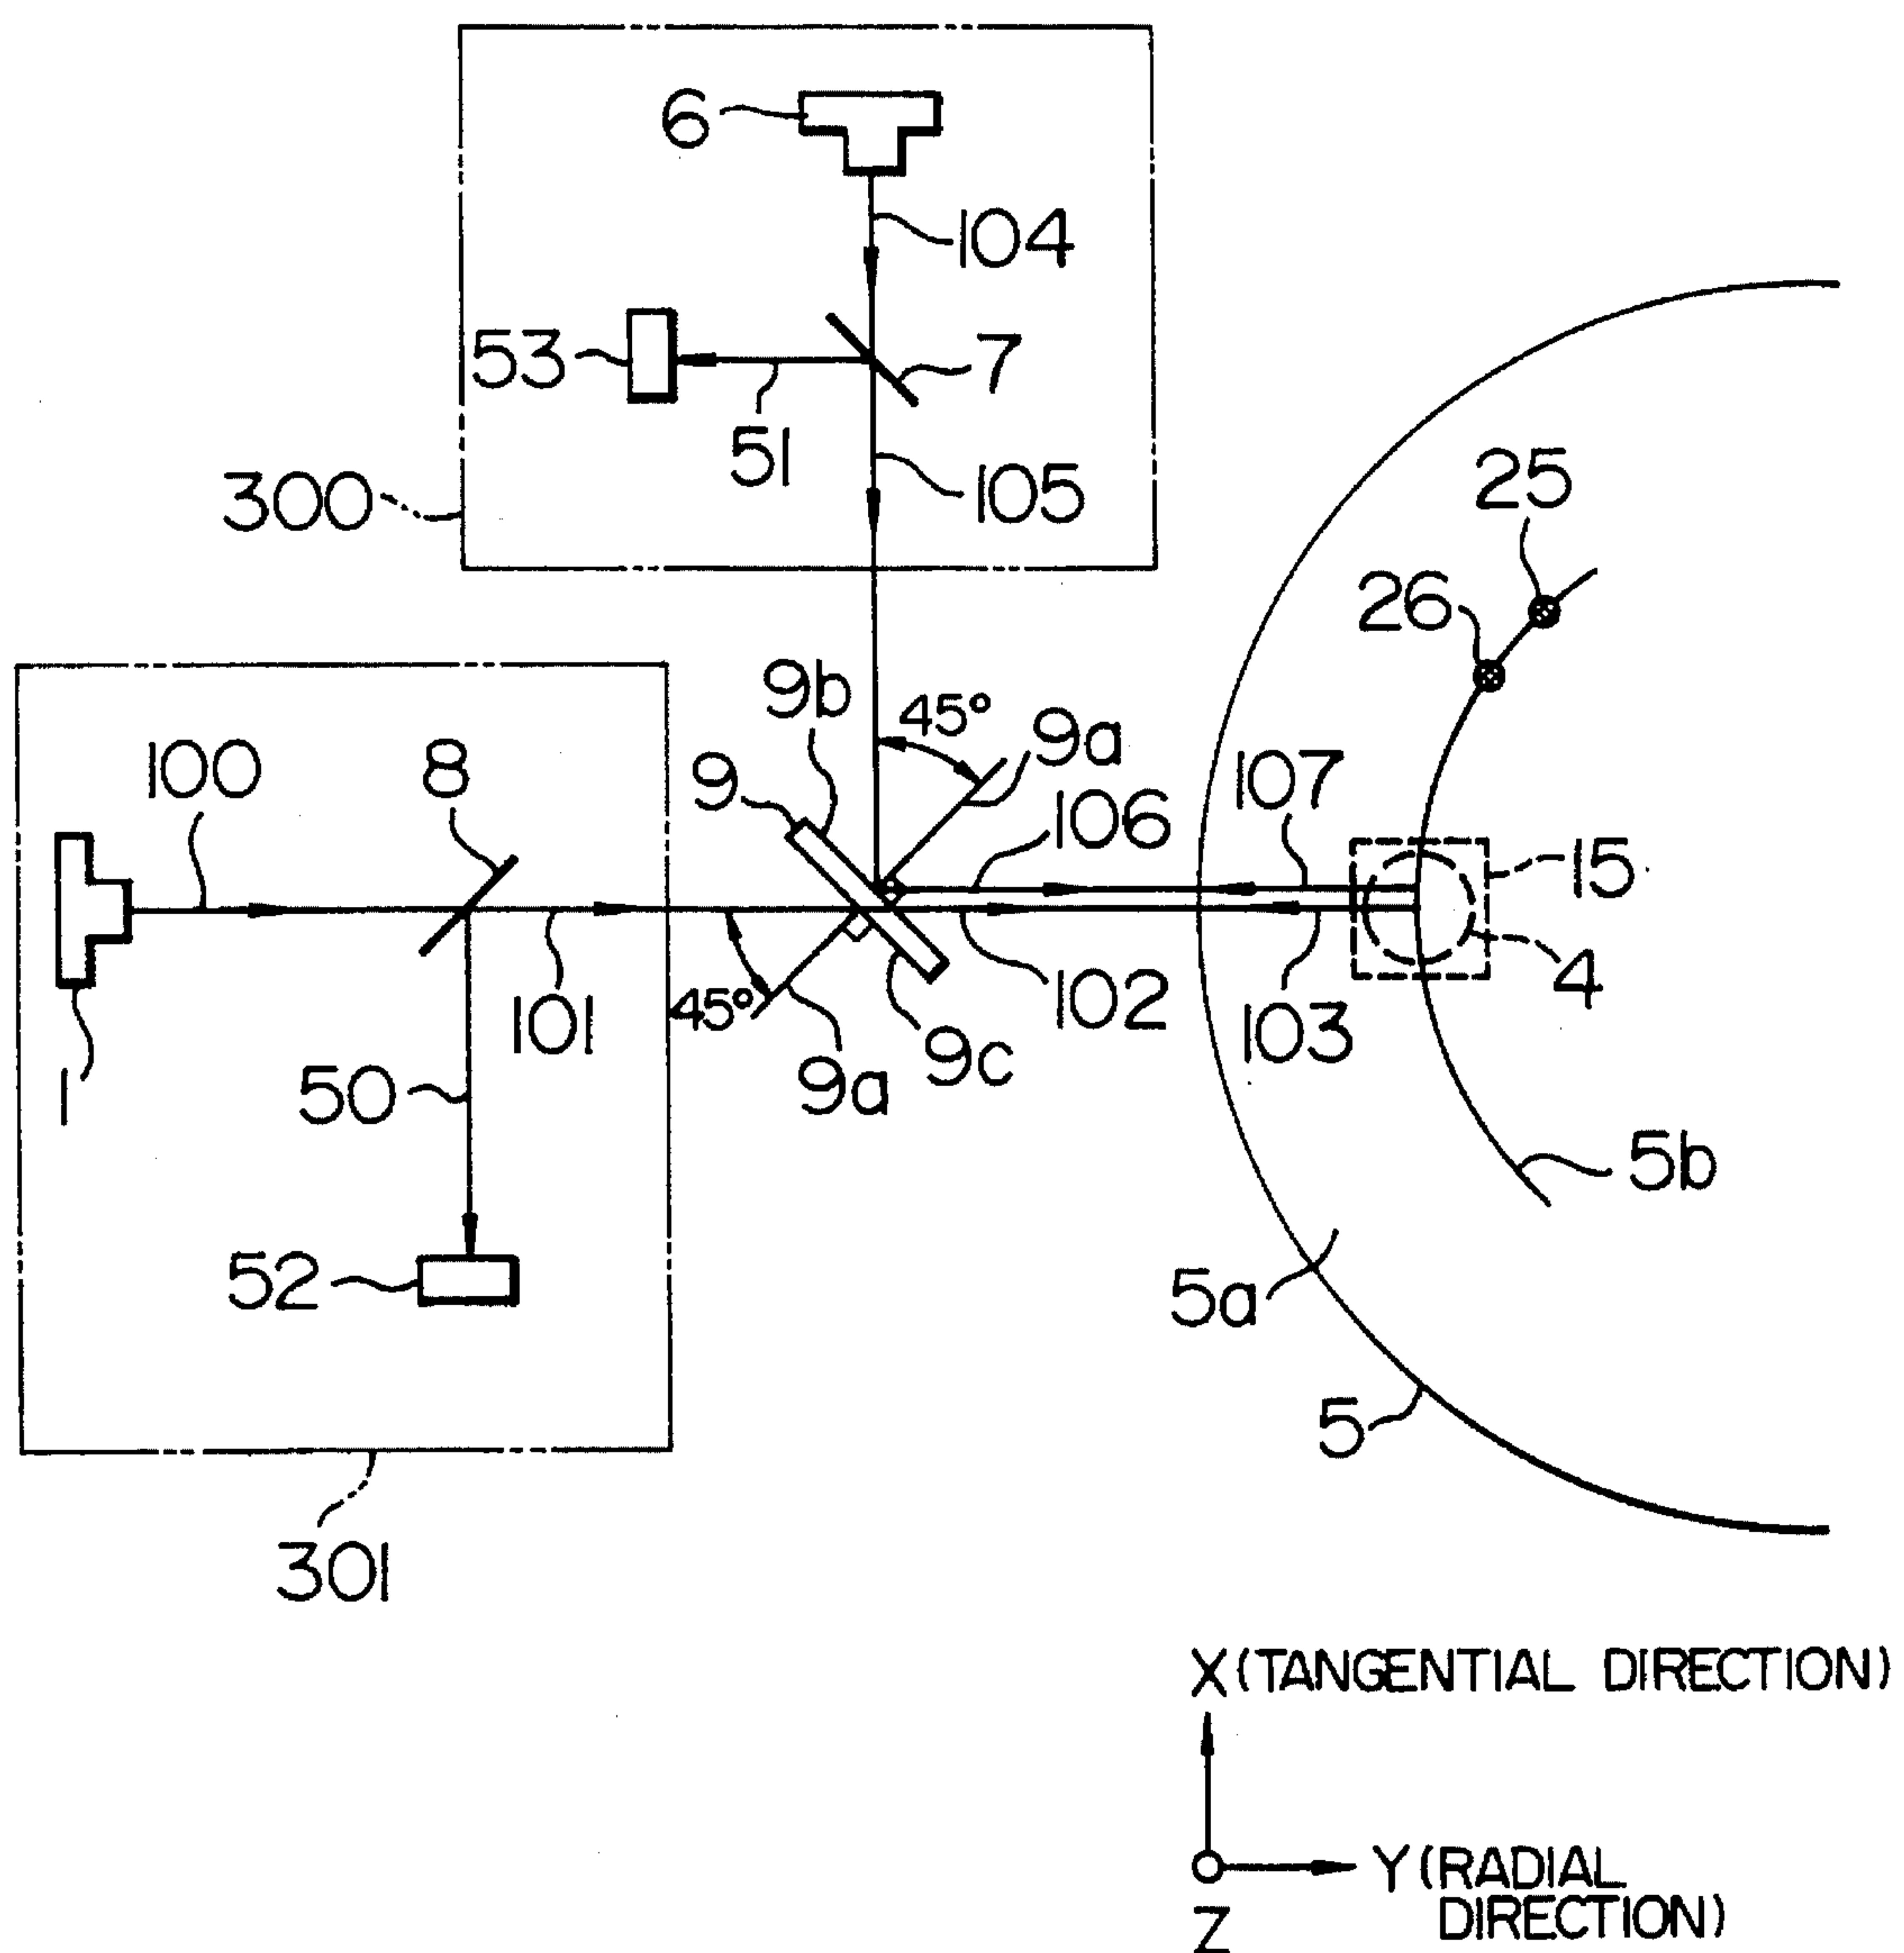 6
104
53
7
51
105
300
25
26
9b
45°
9a
107
100
8
9
106
15
101
45°
102
4
103
9c
9a
1
50
5b
52
5a
5
301
X (TANGENTIAL DIRECTION)
Y (RADIAL
DIRECTION)
Z